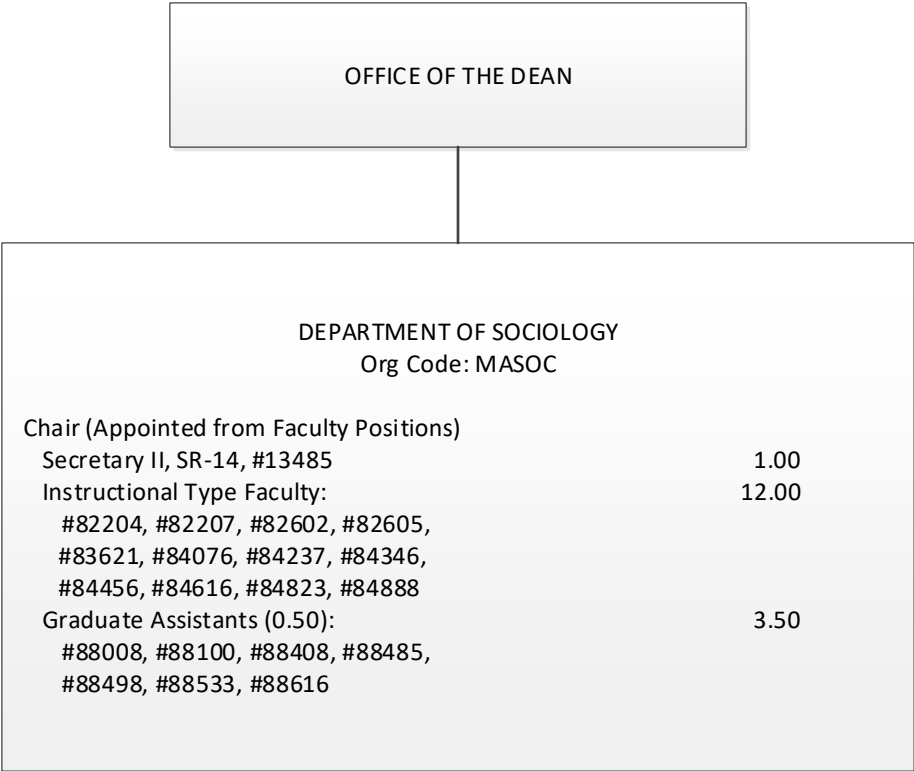 OFFICE OF THE DEAN
DEPARTMENT OF SOCIOLOGY
Org Code: MASOC
Chair (Appointed from Faculty Positions)
Secretary II, SR-14, #13485 1.00
Instructional Type Faculty: 12.00
#82204, #82207, #82602, #82605,
#83621, #84076, #84237, #84346,
#84456, #84616, #84823, #84888
Graduate Assistants (0.50): 3.50
#88008, #88100, #88408, #88485,
#88498, #88533, #88616